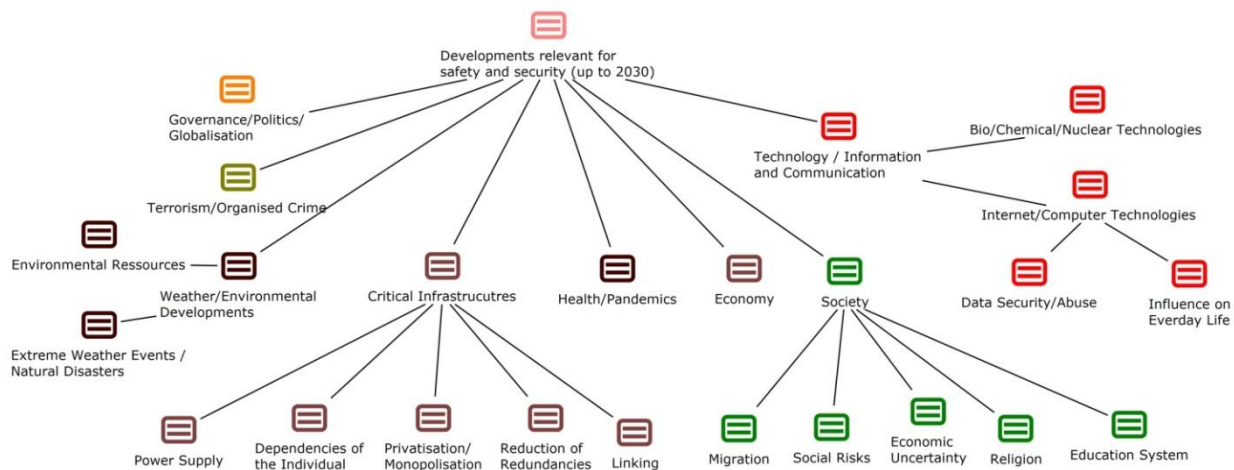 Developments relevant for
safety and security (up to 2030)
Governance/Politics/
Globalisation
Terrorism/Organised Crime
Environmental Ressources
Weather/Environmental
Developments
Extreme Weather Events /
Natural Disasters
Critical Infrastrucutres
Health/Pandemics
Economy
Society
Technology / Information
and Communication
Bio/Chemical/Nuclear Technologies
Internet/Computer Technologies
Data Security/Abuse
Influence on
Everday Life
Power Supply
Dependencies of
the Individual
Privatisation/
Monopolisation
Reduction of
Redundancies
Linking
Migration
Social Risks
Economic
Uncertainty
Religion
Education System